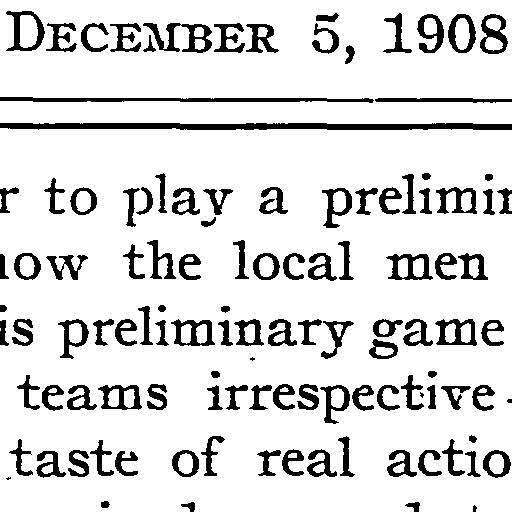 DECEMBER 5, 1908
r to play a prelimin
now the local men
is preliminary game
teams irrespective
taste of real actio